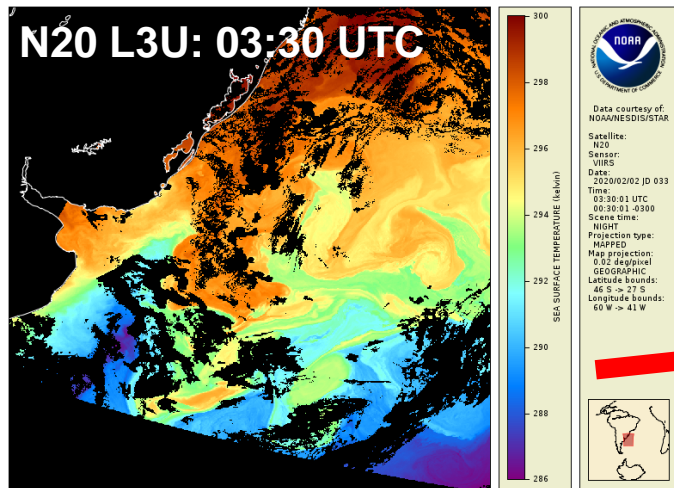 N20 L3U: 03:30 UTC
300
298
296
294
292
290
288
286
SEA SURFACE TEMPERATURE (kelvin)
NATIONAL OCEANIC AND ATMOSPHERIC ADMINISTRATION
NOAA
U.S. DEPARTMENT OF COMMERCE
Data courtesy of:
NOAA/NESDIS/STAR
Satellite:
N20
Sensor:
VIIRS
Date:
2020/02/02 JD 033
Time:
03:30:01 UTC
00:30:01 -0300
Scene time:
NIGHT
Projection type:
MAPPED
Map projection:
0.02 deg/pixel
GEOGRAPHIC
Latitude bounds:
46 S -> 27 S
Longitude bounds:
60 W -> 41 W